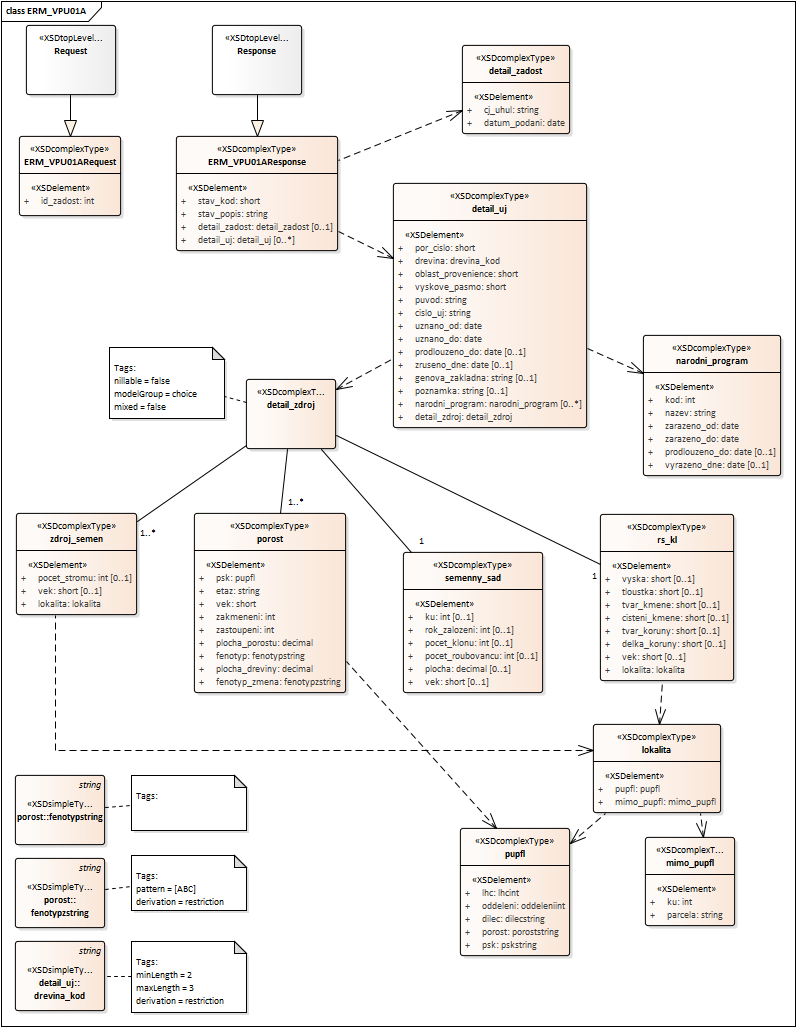 class ERM_VPU01A
«XSDtopLevel...
Request
«XSDtopLevel...
Response
«XSDcomplexType»
detail_zadost
«XSDelement»
+ cj_uhul: string
+ datum_podani: date
«XSDcomplexType»
ERM_VPU01ARequest
«XSDelement»
+ id_zadost: int
«XSDcomplexType»
ERM_VPU01AResponse
«XSDelement»
+ stav_kod: short
+ stav_popis: string
+ detail_zadost: detail_zadost [0..1]
+ detail_uj: detail_uj [0..*]
«XSDcomplexType»
detail_uj
«XSDelement»
+ por_cislo: short
+ drevina: drevina_kod
+ oblast_provenience: short
+ vyskove_pasmo: short
+ puvod: string
+ cislo_uj: string
+ uznano_od: date
+ uznano_do: date
+ prodlouzeno_do: date [0..1]
+ zruseno_dne: date [0..1]
+ genova_zakladna: string [0..1]
+ poznamka: string [0..1]
+ narodni_program: narodni_program [0..*]
+ detail_zdroj: detail_zdroj
«XSDcomplexType»
narodni_program
«XSDelement»
+ kod: int
+ nazev: string
+ zarazeno_od: date
+ zarazeno_do: date
+ prodlouzeno_do: date [0..1]
+ vyrazeno_dne: date [0..1]
Tags:
nillable = false
modelGroup = choice
mixed = false
«XSDcomplexT...
detail_zdroj
1..*
1..*
1
1
«XSDcomplexType»
zdroj_semen
«XSDelement»
+ pocet_stromu: int [0..1]
+ vek: short [0..1]
+ lokalita: lokalita
«XSDcomplexType»
porost
«XSDelement»
+ psk: pupfl
+ etaz: string
+ vek: short
+ zakmeneni: int
+ zastoupeni: int
+ plocha_porostu: decimal
+ fenotyp: fenotypstring
+ plocha_dreviny: decimal
+ fenotyp_zmena: fenotypzstring
«XSDcomplexType»
semenny_sad
«XSDelement»
+ ku: int [0..1]
+ rok_zalozeni: int [0..1]
+ pocet_klonu: int [0..1]
+ pocet_roubovancu: int [0..1]
+ plocha: decimal [0..1]
+ vek: short [0..1]
«XSDcomplexType»
rs_kl
«XSDelement»
+ vyska: short [0..1]
+ tloustka: short [0..1]
+ tvar_kmene: short [0..1]
+ cisteni_kmene: short [0..1]
+ tvar_koruny: short [0..1]
+ delka_koruny: short [0..1]
+ vek: short [0..1]
+ lokalita: lokalita
«XSDcomplexType»
lokalita
«XSDelement»
+ pupfl: pupfl
+ mimo_pupfl: mimo_pupfl
string
«XSDsimpleTy...
porost::fenotypstring
Tags:
string
«XSDsimpleTy...
porost::
fenotypzstring
Tags:
pattern = [ABC]
derivation = restriction
string
«XSDsimpleTy...
detail_uj::
drevina_kod
Tags:
minLength = 2
maxLength = 3
derivation = restriction
«XSDcomplexType»
pupfl
«XSDelement»
+ lhc: lhcint
+ oddeleni: oddeleniint
+ dilec: dilecstring
+ porost: poroststring
+ psk: pskstring
«XSDcomplexT...
mimo_pupfl
«XSDelement»
+ ku: int
+ parcela: string